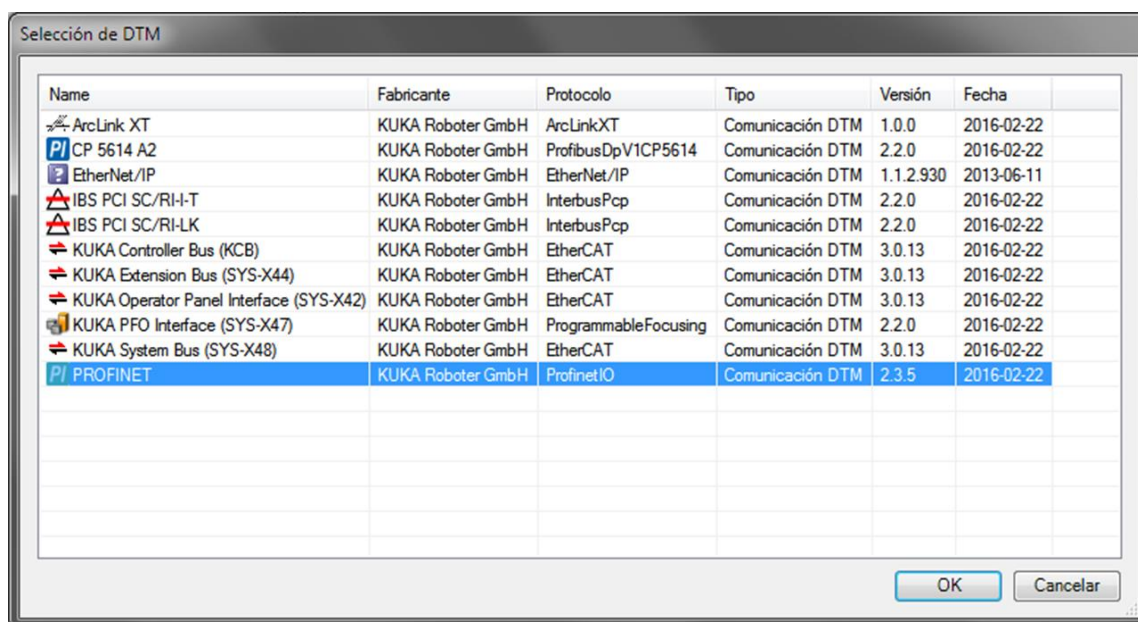 Selección de DTM
Name Fabricante Protocolo Tipo Versión Fecha
ArcLink XT KUKA Roboter GmbH ArcLinkXT Comunicación DTM 1.0.0 2016-02-22
PI CP 5614 A2 KUKA Roboter GmbH ProfibusDpV1CP5614 Comunicación DTM 2.2.0 2016-02-22
? EtherNet/IP KUKA Roboter GmbH EtherNet/IP Comunicación DTM 1.1.2.930 2013-06-11
IBS PCI SC/RI-I-T KUKA Roboter GmbH InterbusPcp Comunicación DTM 2.2.0 2016-02-22
IBS PCI SC/RI-LK KUKA Roboter GmbH InterbusPcp Comunicación DTM 2.2.0 2016-02-22
KUKA Controller Bus (KCB) KUKA Roboter GmbH EtherCAT Comunicación DTM 3.0.13 2016-02-22
KUKA Extension Bus (SYS-X44) KUKA Roboter GmbH EtherCAT Comunicación DTM 3.0.13 2016-02-22
KUKA Operator Panel Interface (SYS-X42) KUKA Roboter GmbH EtherCAT Comunicación DTM 3.0.13 2016-02-22
KUKA PFO Interface (SYS-X47) KUKA Roboter GmbH ProgrammableFocusing Comunicación DTM 2.2.0 2016-02-22
KUKA System Bus (SYS-X48) KUKA Roboter GmbH EtherCAT Comunicación DTM 3.0.13 2016-02-22
PI PROFINET KUKA Roboter GmbH ProfinetIO Comunicación DTM 2.3.5 2016-02-22
OK Cancelar